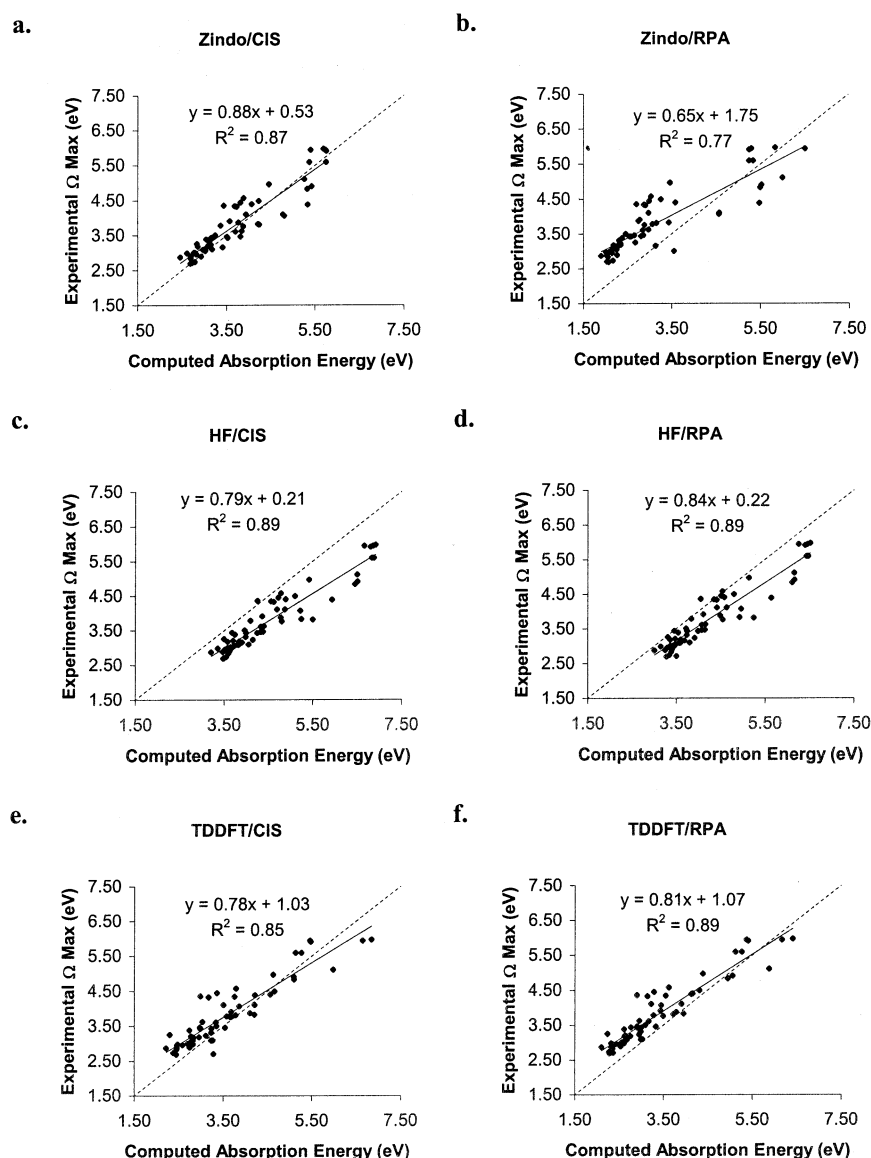 a.
Zindo/CIS
7.50
6.50
5.50
4.50
3.50
2.50
1.50
Experimental Ω Max (eV)
y = 0.88x + 0.53
R² = 0.87
1.50 3.50 5.50 7.50
Computed Absorption Energy (eV)
b.
Zindo/RPA
7.50
6.50
5.50
4.50
3.50
2.50
1.50
Experimental Ω Max (eV)
y = 0.65x + 1.75
R² = 0.77
1.50 3.50 5.50 7.50
Computed Absorption Energy (eV)
c.
HF/CIS
7.50
6.50
5.50
4.50
3.50
2.50
1.50
Experimental Ω Max (eV)
y = 0.79x + 0.21
R² = 0.89
1.50 3.50 5.50 7.50
Computed Absorption Energy (eV)
d.
HF/RPA
7.50
6.50
5.50
4.50
3.50
2.50
1.50
Experimental Ω Max (eV)
y = 0.84x + 0.22
R² = 0.89
1.50 3.50 5.50 7.50
Computed Absorption Energy (eV)
e.
TDDFT/CIS
7.50
6.50
5.50
4.50
3.50
2.50
1.50
Experimental Ω Max (eV)
y = 0.78x + 1.03
R² = 0.85
1.50 3.50 5.50 7.50
Computed Absorption Energy (eV)
f.
TDDFT/RPA
7.50
6.50
5.50
4.50
3.50
2.50
1.50
Experimental Ω Max (eV)
y = 0.81x + 1.07
R² = 0.89
1.50 3.50 5.50 7.50
Computed Absorption Energy (eV)